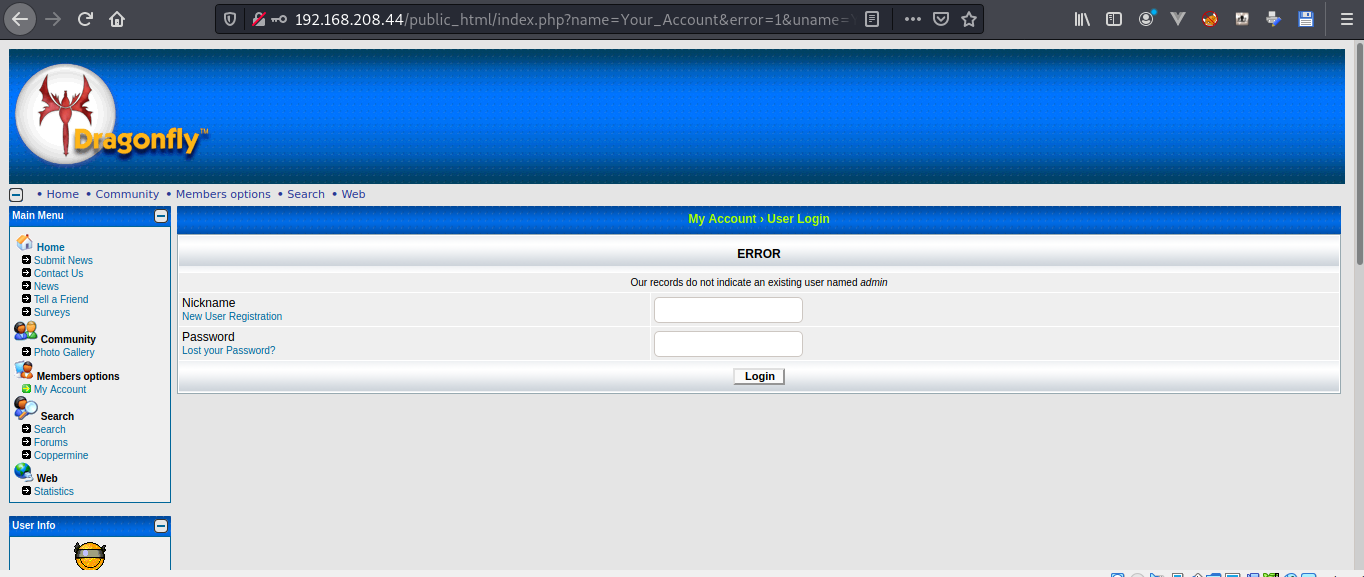 192.168.208.44/public_html/index.php?name=Your_Account&error=1&uname=
Dragonfly™
• Home • Community • Members options • Search • Web
Main Menu
Home
Submit News
Contact Us
News
Tell a Friend
Surveys
Community
Photo Gallery
Members options
My Account
Search
Search
Forums
Coppermine
Web
Statistics
User Info
My Account › User Login
ERROR
Our records do not indicate an existing user named admin
Nickname
New User Registration
Password
Lost your Password?
Login